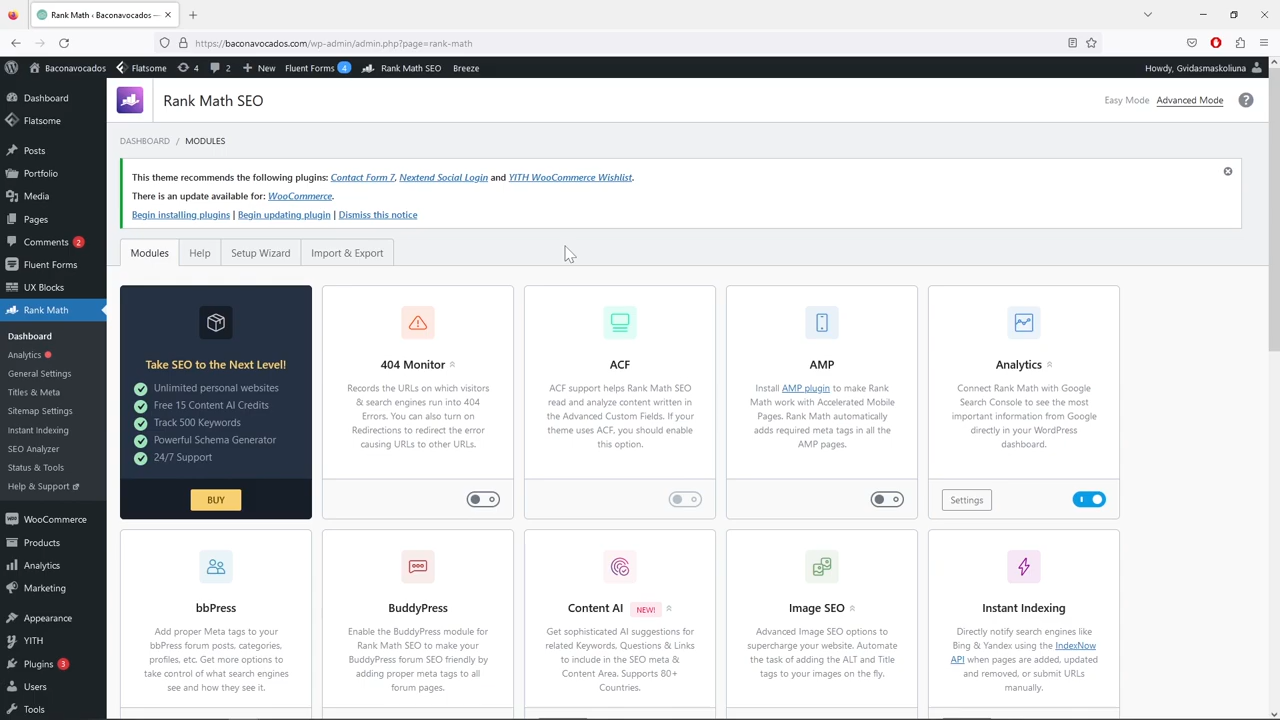 Rank Math ‹ Baconavocados —
https://baconavocados.com/wp-admin/admin.php?page=rank-math
Baconavocados
Flatsome
4
2
New
Fluent Forms 4
Rank Math SEO
Breeze
Howdy, Gvidasmaskoliuna
Dashboard
Flatsome
Posts
Portfolio
Media
Pages
Comments 2
Fluent Forms
UX Blocks
Rank Math
Dashboard
Analytics
General Settings
Titles & Meta
Sitemap Settings
Instant Indexing
SEO Analyzer
Status & Tools
Help & Support
WooCommerce
Products
Analytics
Marketing
Appearance
YITH
Plugins 3
Users
Tools
Rank Math SEO
Easy Mode
Advanced Mode
?
DASHBOARD / MODULES
This theme recommends the following plugins: Contact Form 7, Nextend Social Login and YITH WooCommerce Wishlist.
There is an update available for: WooCommerce.
Begin installing plugins | Begin updating plugin | Dismiss this notice
Modules
Help
Setup Wizard
Import & Export
Take SEO to the Next Level!
Unlimited personal websites
Free 15 Content AI Credits
Track 500 Keywords
Powerful Schema Generator
24/7 Support
BUY
404 Monitor
Records the URLs on which visitors
& search engines run into 404
Errors. You can also turn on
Redirections to redirect the error
causing URLs to other URLs.
ACF
ACF support helps Rank Math SEO
read and analyze content written in
the Advanced Custom Fields. If your
theme uses ACF, you should enable
this option.
AMP
Install AMP plugin to make Rank
Math work with Accelerated Mobile
Pages. Rank Math automatically
adds required meta tags in all the
AMP pages.
Analytics
Connect Rank Math with Google
Search Console to see the most
important information from Google
directly in your WordPress
dashboard.
Settings
bbPress
Add proper Meta tags to your
bbPress forum posts, categories,
profiles, etc. Get more options to
take control of what search engines
see and how they see it.
BuddyPress
Enable the BuddyPress module for
Rank Math SEO to make your
BuddyPress forum SEO friendly by
adding proper meta tags to all
forum pages.
Content AI NEW!
Get sophisticated AI suggestions for
related Keywords, Questions & Links
to include in the SEO meta &
Content Area. Supports 80+
Countries.
Image SEO
Advanced Image SEO options to
supercharge your website. Automate
the task of adding the ALT and Title
tags to your images on the fly.
Instant Indexing
Directly notify search engines like
Bing & Yandex using the IndexNow
API when pages are added, updated
and removed, or submit URLs
manually.